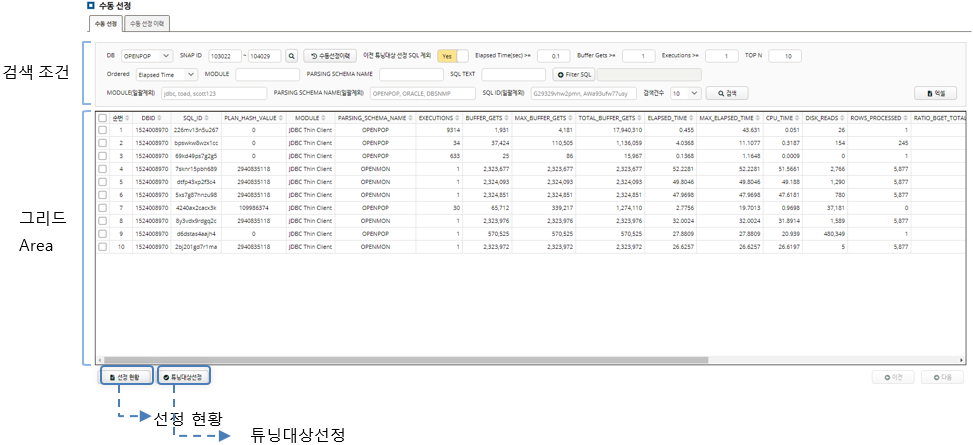 수동 선정
수동 선정 수동 선정 이력
검색 조건
DB OPENPOP SNAP ID 103022 ~ 104029 수동선정이력 이전 튜닝대상 선정 SQL 제외 Yes Elapsed Time(sec) >= 0.1 Buffer Gets >= 1 Executions >= 1 TOP N 10
Ordered Elapsed Time MODULE PARSING SCHEMA NAME SQL TEXT Filter SQL
MODULE(일괄제외) jdbc, toad, scott123 PARSING SCHEMA NAME(일괄제외) OPENPOP, ORACLE, DBSNMP SQL ID(일괄제외) G29329vhw2pmn, AWa93ufw77usy 검색건수 10 검색 엑셀
그리드
Area
순번 DBID SQL_ID PLAN_HASH_VALUE MODULE PARSING_SCHEMA_NAME EXECUTIONS BUFFER_GETS MAX_BUFFER_GETS TOTAL_BUFFER_GETS ELAPSED_TIME MAX_ELAPSED_TIME CPU_TIME DISK_READS ROWS_PROCESSED RATIO_BGET_TOTAL
1 1524008970 226mv13n5u267 0 JDBC Thin Client OPENPOP 9314 1,931 4,181 17,940,310 0.455 43.631 0.051 26 1
2 1524008970 bpswkw8wzx1cc 0 JDBC Thin Client OPENPOP 34 37,424 110,505 1,136,059 4.0368 11.1077 0.3187 154 245
3 1524008970 69kd49ps7g2g5 0 JDBC Thin Client OPENPOP 633 25 86 15,967 0.1368 1.1648 0.0009 0 1
4 1524008970 7sknr15pbh689 2940835118 JDBC Thin Client OPENMON 1 2,323,677 2,323,677 2,323,677 52.2281 52.2281 51.5661 2,766 5,877
5 1524008970 dtfp43xp2f3c4 2940835118 JDBC Thin Client OPENMON 1 2,324,093 2,324,093 2,324,093 49.8046 49.8046 49.188 1,290 5,877
6 1524008970 5xs7g87hnzu98 2940835118 JDBC Thin Client OPENMON 1 2,324,851 2,324,851 2,324,851 47.9698 47.9698 47.6181 780 5,877
7 1524008970 4240ax2cacx3k 109986374 JDBC Thin Client OPENPOP 30 65,712 339,217 1,274,110 2.7756 19.7013 0.9698 37,181 0
8 1524008970 8y3vdx9rdgq2c 2940835118 JDBC Thin Client OPENMON 1 2,323,976 2,323,976 2,323,976 32.0024 32.0024 31.8914 1,589 5,877
9 1524008970 d6dstas4aajh4 0 JDBC Thin Client OPENPOP 1 570,525 570,525 570,525 27.8809 27.8809 20.939 480,349 1
10 1524008970 2bj201gd7r1ma 2940835118 JDBC Thin Client OPENMON 1 2,323,972 2,323,972 2,323,972 26.6257 26.6257 26.6197 5 5,877
선정 현황 튜닝대상선정 이전 다음
선정 현황
튜닝대상선정